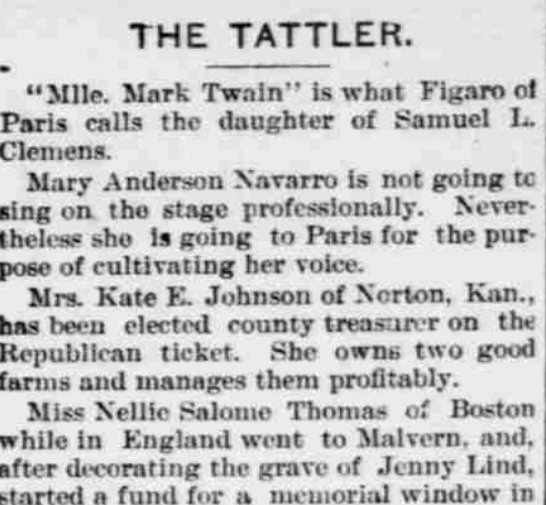 THE TATTLER.
"Mlle. Mark Twain" is what Figaro of
Paris calls the daughter of Samuel L.
Clemens.
Mary Anderson Navarro is not going to
sing on the stage professionally. Never-
theless she is going to Paris for the pur-
pose of cultivating her voice.
Mrs. Kate E. Johnson of Norton, Kan.,
has been elected county treasurer on the
Republican ticket. She owns two good
farms and manages them profitably.
Miss Nellie Salome Thomas of Boston
while in England went to Malvern, and,
after decorating the grave of Jenny Lind,
started a fund for a memorial window in